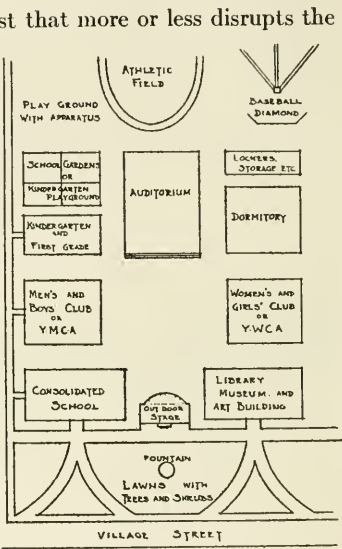 st that more or less disrupts the
ATHLETIC
FIELD
PLAY GROUND
WITH APPARATUS
BASEBALL
DIAMOND
SCHOOL GARDENS
OR
KINDERGARTEN
PLAYGROUND
AUDITORIUM
LOCKERS,
STORAGE ETC
DORMITORY
KINDERGARTEN
AND
FIRST GRADE
MEN'S AND
BOYS CLUB
OR
YMCA
WOMEN'S AND
GIRLS' CLUB
OR
Y.W.C.A
CONSOLIDATED
SCHOOL
OUT DOOR
STAGE
LIBRARY
MUSEUM. AND
ART BUILDING
FOUNTAIN
LAWNS WITH
TREES AND SHRUBS
VILLAGE STREET